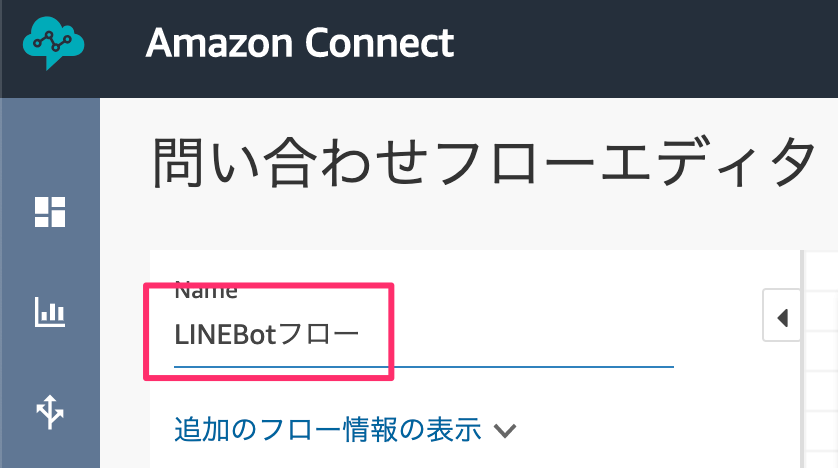 Amazon Connect
問い合わせフローエディタ
Name
LINEBotフロー
追加のフロー情報の表示